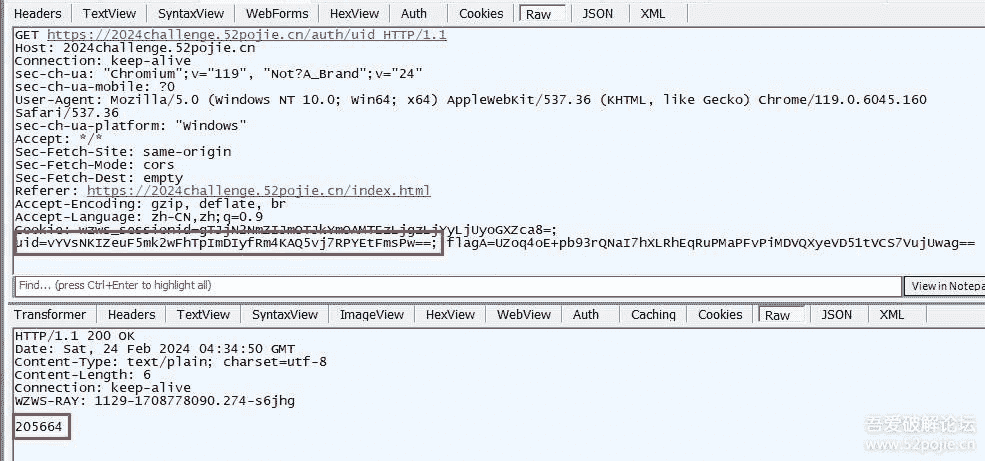 Headers TextView SyntaxView WebForms HexView Auth Cookies Raw JSON XML
GET https://2024challenge.52pojie.cn/auth/uid HTTP/1.1
Host: 2024challenge.52pojie.cn
Connection: keep-alive
sec-ch-ua: "Chromium";v="119", "Not?A_Brand";v="24"
sec-ch-ua-mobile: ?0
User-Agent: Mozilla/5.0 (Windows NT 10.0; Win64; x64) AppleWebKit/537.36 (KHTML, like Gecko) Chrome/119.0.6045.160
Safari/537.36
sec-ch-ua-platform: "Windows"
Accept: */*
Sec-Fetch-Site: same-origin
Sec-Fetch-Mode: cors
Sec-Fetch-Dest: empty
Referer: https://2024challenge.52pojie.cn/index.html
Accept-Encoding: gzip, deflate, br
Accept-Language: zh-CN,zh;q=0.9
Cookie:
uid=vYVsNKIZeuF5mk2wFhTpImDIyfRm4KAQ5vj7RPYEtFmsPw==; flagA=UZoq4oE+pb93rQNaI7hXLRhEqRuPMaPFvPiMDVQXyeVD51tVCS7VujUwag==
Find... (press Ctrl+Enter to highlight all) View in Notepa
Transformer Headers TextView SyntaxView ImageView HexView WebView Auth Caching Cookies Raw JSON XML
HTTP/1.1 200 OK
Date: Sat, 24 Feb 2024 04:34:50 GMT
Content-Type: text/plain; charset=utf-8
Content-Length: 6
Connection: keep-alive
WZWS-RAY: 1129-1708778090.274-s6jhg
205664
吾爱破解论坛
www.52pojie.cn